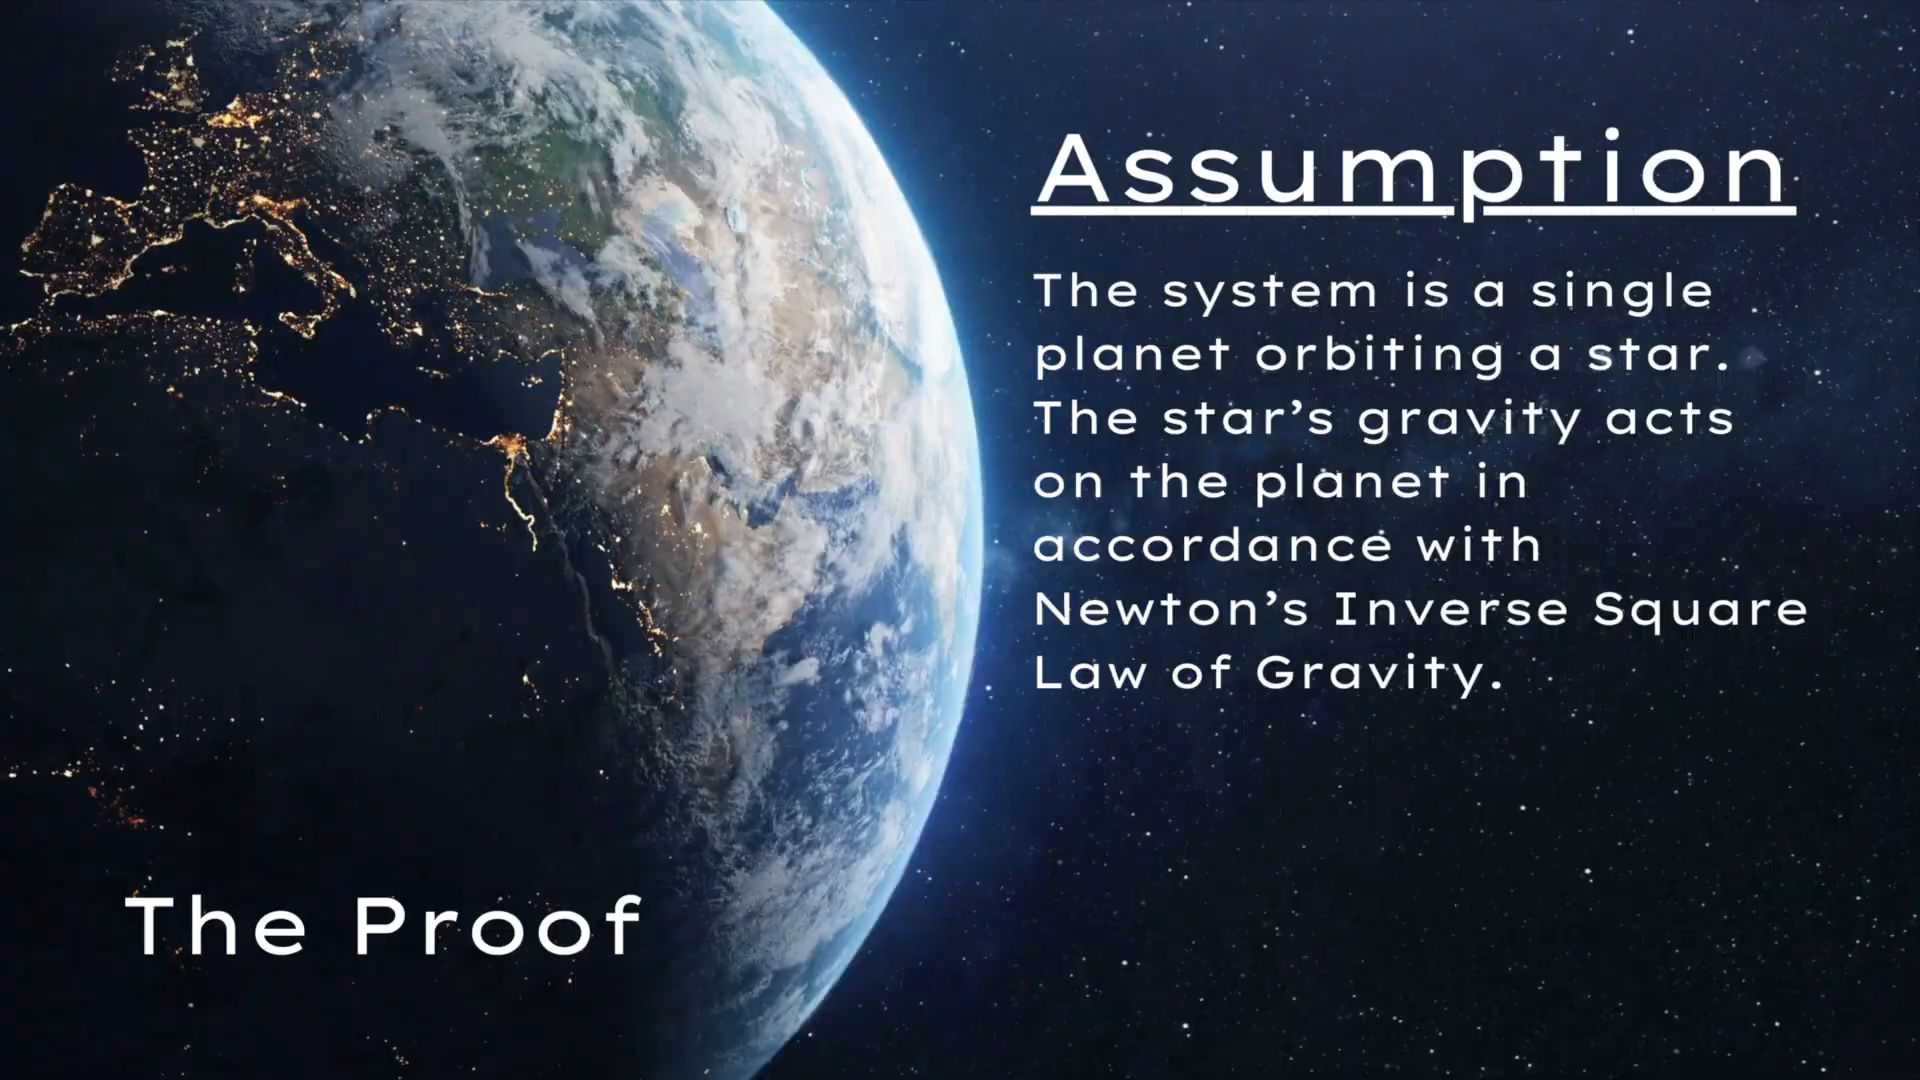 Assumption
The system is a single
planet orbiting a star.
The star’s gravity acts
on the planet in
accordance with
Newton’s Inverse Square
Law of Gravity.
The Proof